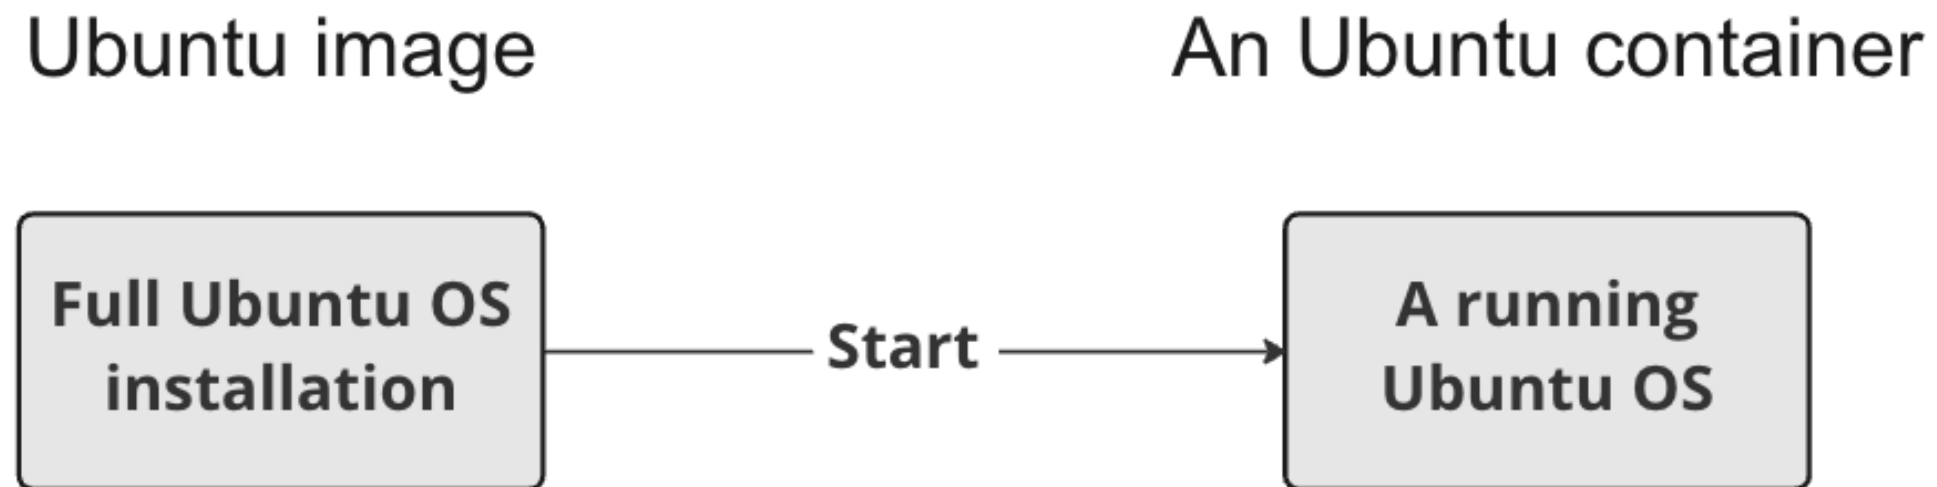 Ubuntu image
An Ubuntu container
Full Ubuntu OS
installation
Start
A running
Ubuntu OS